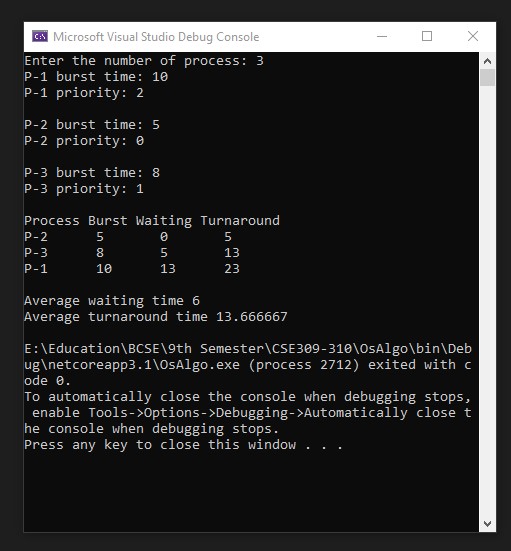 C:\ Microsoft Visual Studio Debug Console
Enter the number of process: 3
P-1 burst time: 10
P-1 priority: 2
P-2 burst time: 5
P-2 priority: 0
P-3 burst time: 8
P-3 priority: 1
Process Burst Waiting Turnaround
P-2      5       0       5
P-3      8       5       13
P-1      10      13      23
Average waiting time 6
Average turnaround time 13.666667
E:\Education\BCSE\9th Semester\CSE309-310\OsAlgo\bin\Deb
ug\netcoreapp3.1\OsAlgo.exe (process 2712) exited with c
ode 0.
To automatically close the console when debugging stops,
 enable Tools->Options->Debugging->Automatically close t
he console when debugging stops.
Press any key to close this window . . .